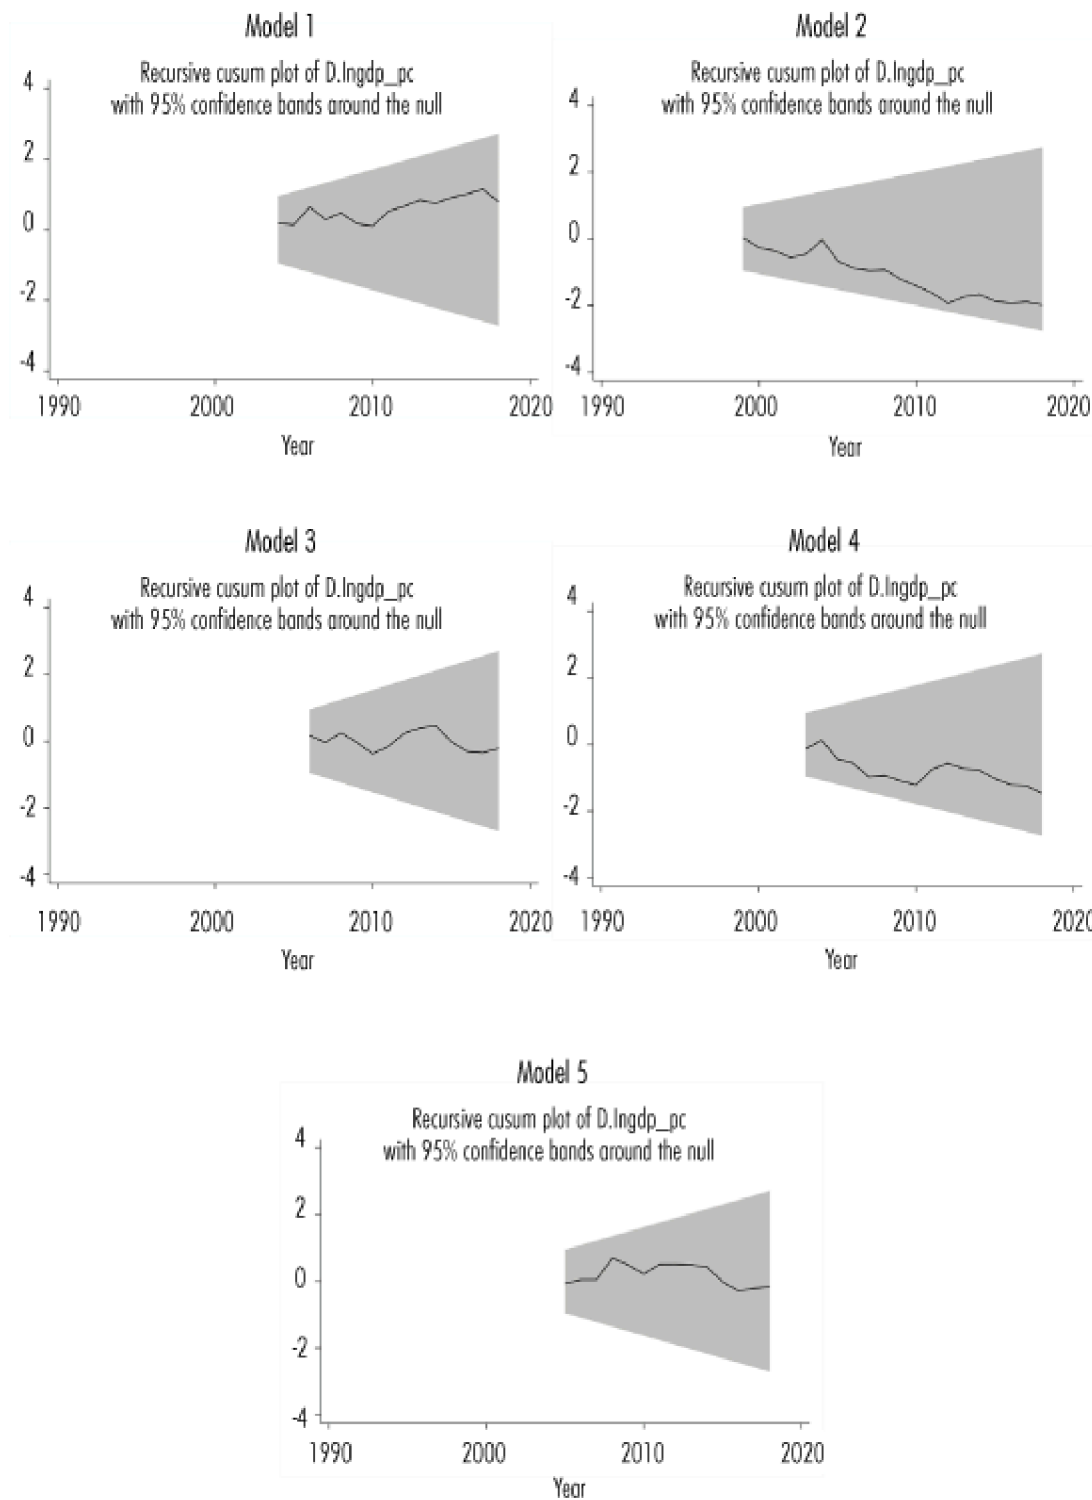 Model 1
Recursive cusum plot of D.lngdp_pc
with 95% confidence bands around the null
4
2
0
-2
-4
1990 2000 2010 2020
Year
Model 2
Recursive cusum plot of D.lngdp_pc
with 95% confidence bands around the null
4
2
0
-2
-4
1990 2000 2010 2020
Year
Model 3
Recursive cusum plot of D.lngdp_pc
with 95% confidence bands around the null
4
2
0
-2
-4
1990 2000 2010 2020
Year
Model 4
Recursive cusum plot of D.lngdp_pc
with 95% confidence bands around the null
4
2
0
-2
-4
1990 2000 2010 2020
Year
Model 5
Recursive cusum plot of D.lngdp_pc
with 95% confidence bands around the null
4
2
0
-2
-4
1990 2000 2010 2020
Year